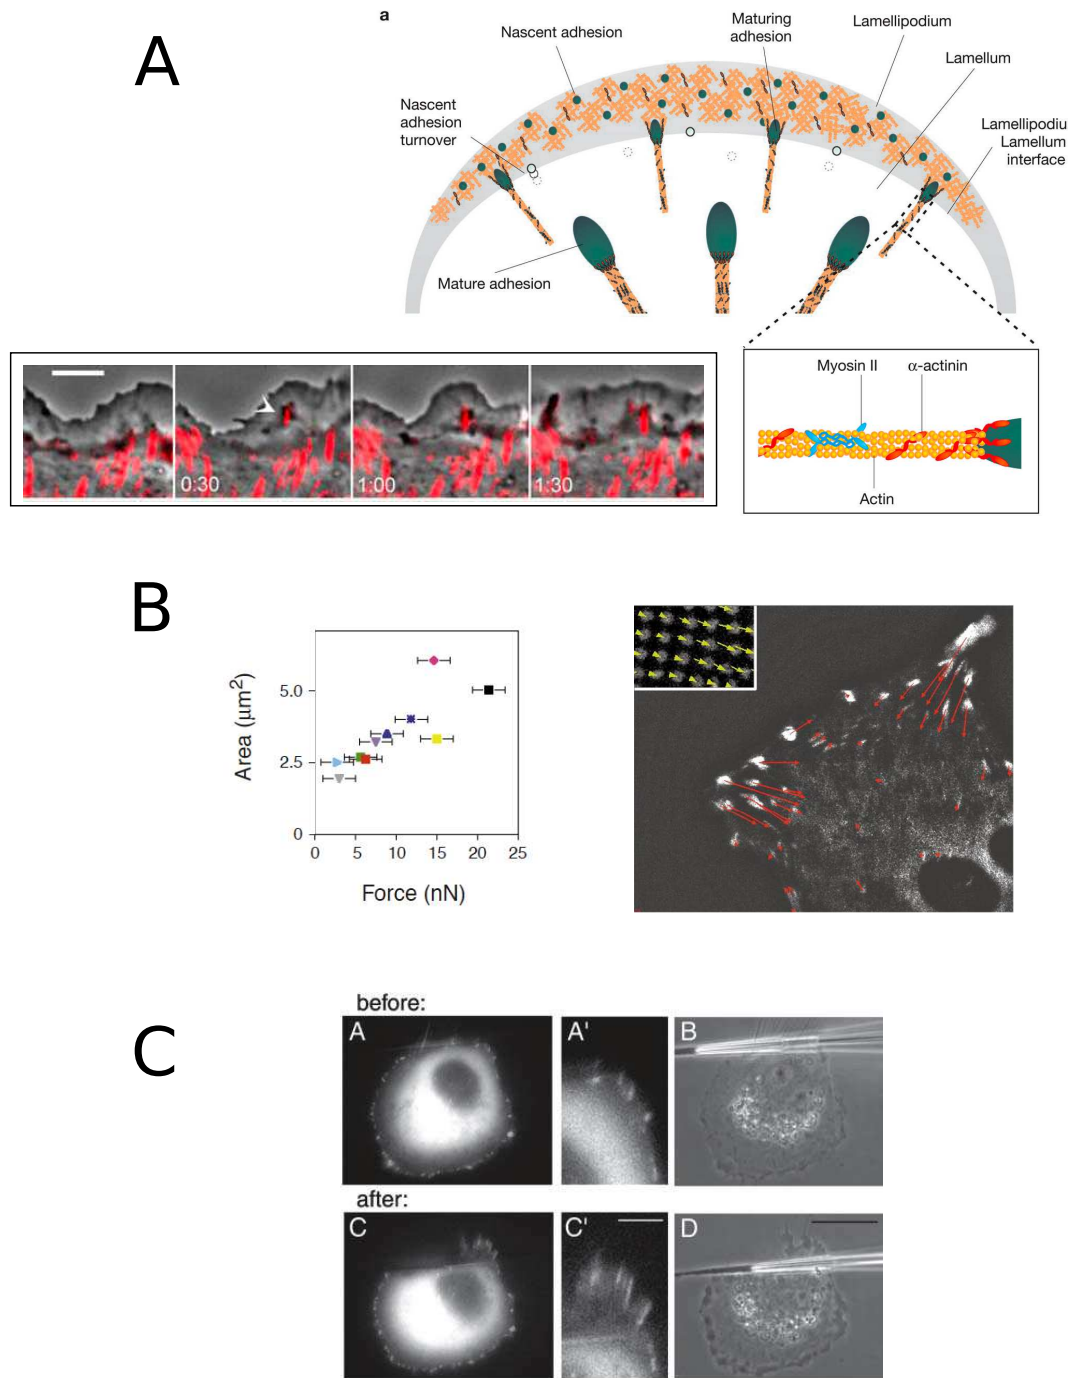 A
a
Nascent adhesion
Maturing
adhesion
Lamellipodium
Lamellum
Nascent
adhesion
turnover
Lamellipodiu
Lamellum
interface
Mature adhesion
0:30
1:00
1:30
Myosin II
α-actinin
Actin
B
Area (μm²)
5.0
2.5
0
0 5 10 15 20 25
Force (nN)
C
before:
A A' B
after:
C C' D